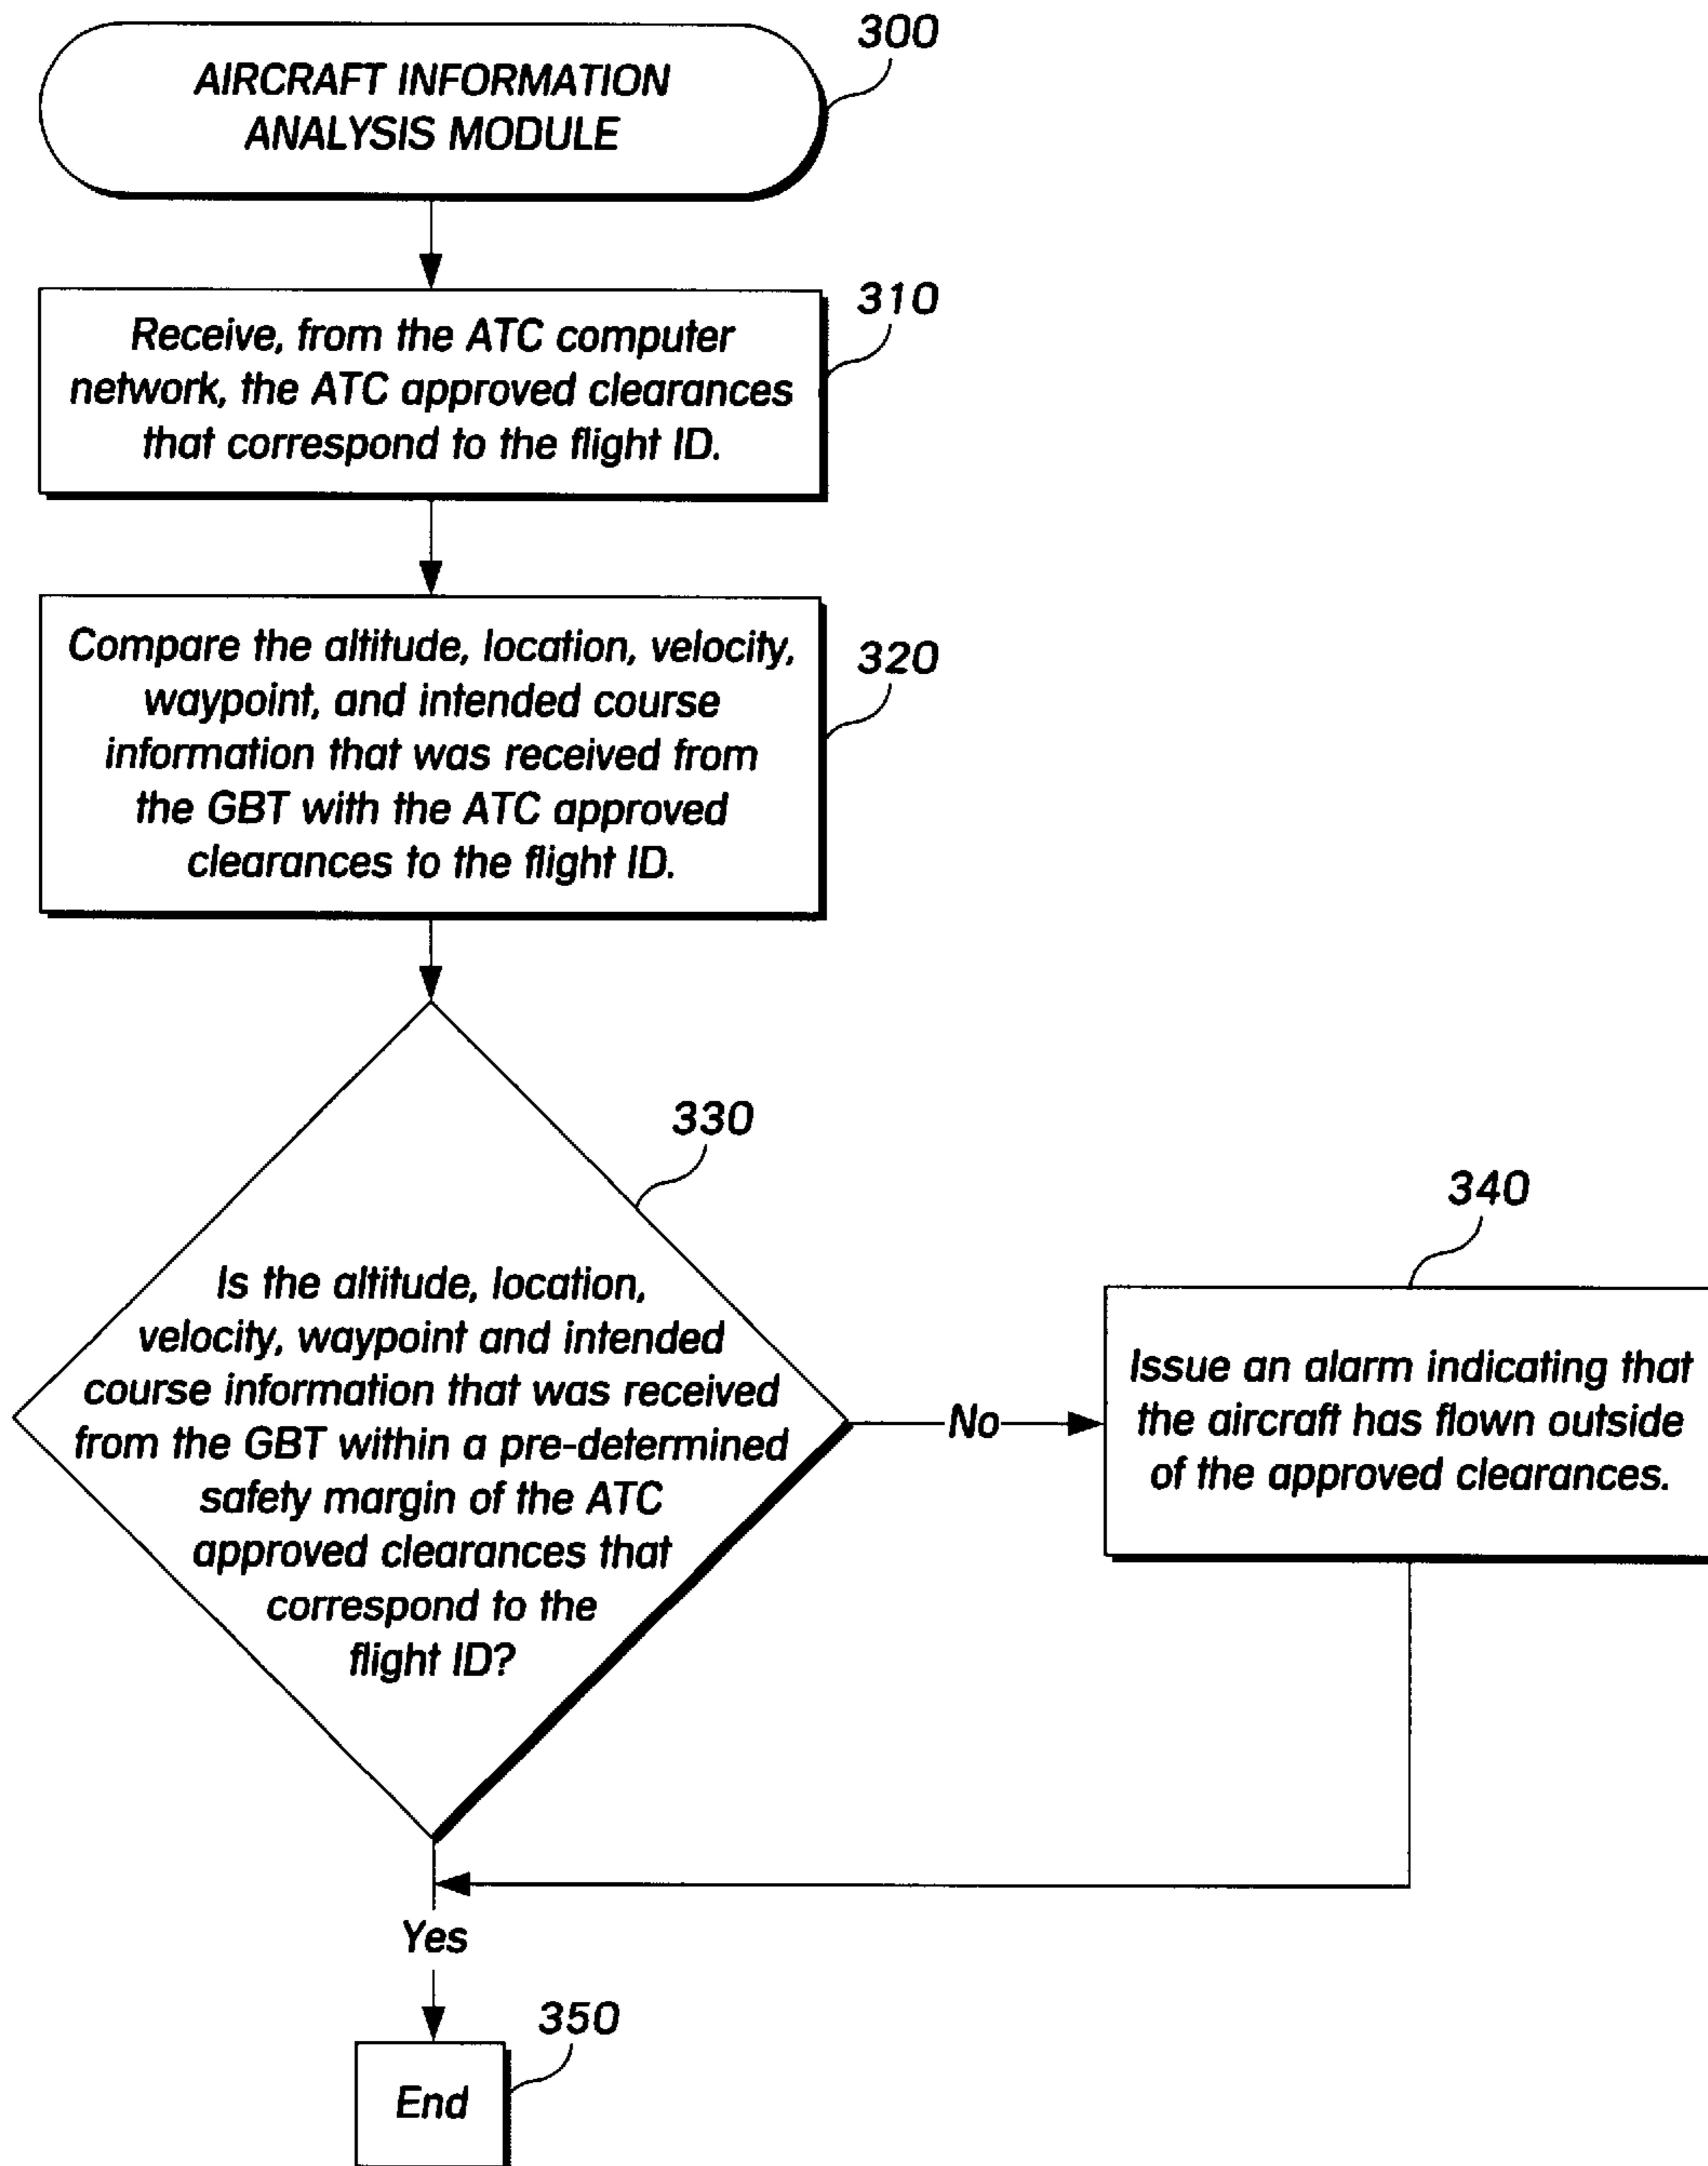 300
AIRCRAFT INFORMATION
ANALYSIS MODULE
310
Receive, from the ATC computer
network, the ATC approved clearances
that correspond to the flight ID.
320
Compare the altitude, location, velocity,
waypoint, and intended course
information that was received from
the GBT with the ATC approved
clearances to the flight ID.
330
Is the altitude, location,
velocity, waypoint and intended
course information that was received
from the GBT within a pre-determined
safety margin of the ATC
approved clearances that
correspond to the
flight ID?
No
340
Issue an alarm indicating that
the aircraft has flown outside
of the approved clearances.
Yes
350
End